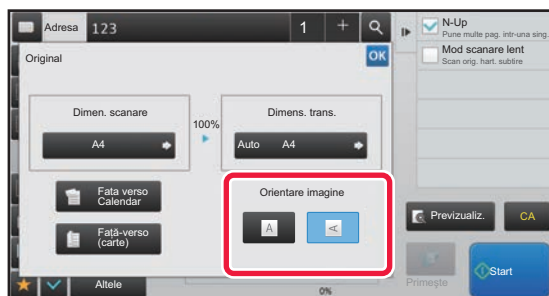 Adresa 123 1 +
N-Up
Pune multe pag. intr-una sing.
Mod scanare lent
Scan orig. hart. subtire
Original OK
Dimen. scanare
100%
Dimens. trans.
A4
Auto A4
Fata verso
Calendar
Față-verso
(carte)
Orientare imagine
A A
Previzualiz. CA
Altele
0%
Primește
Start